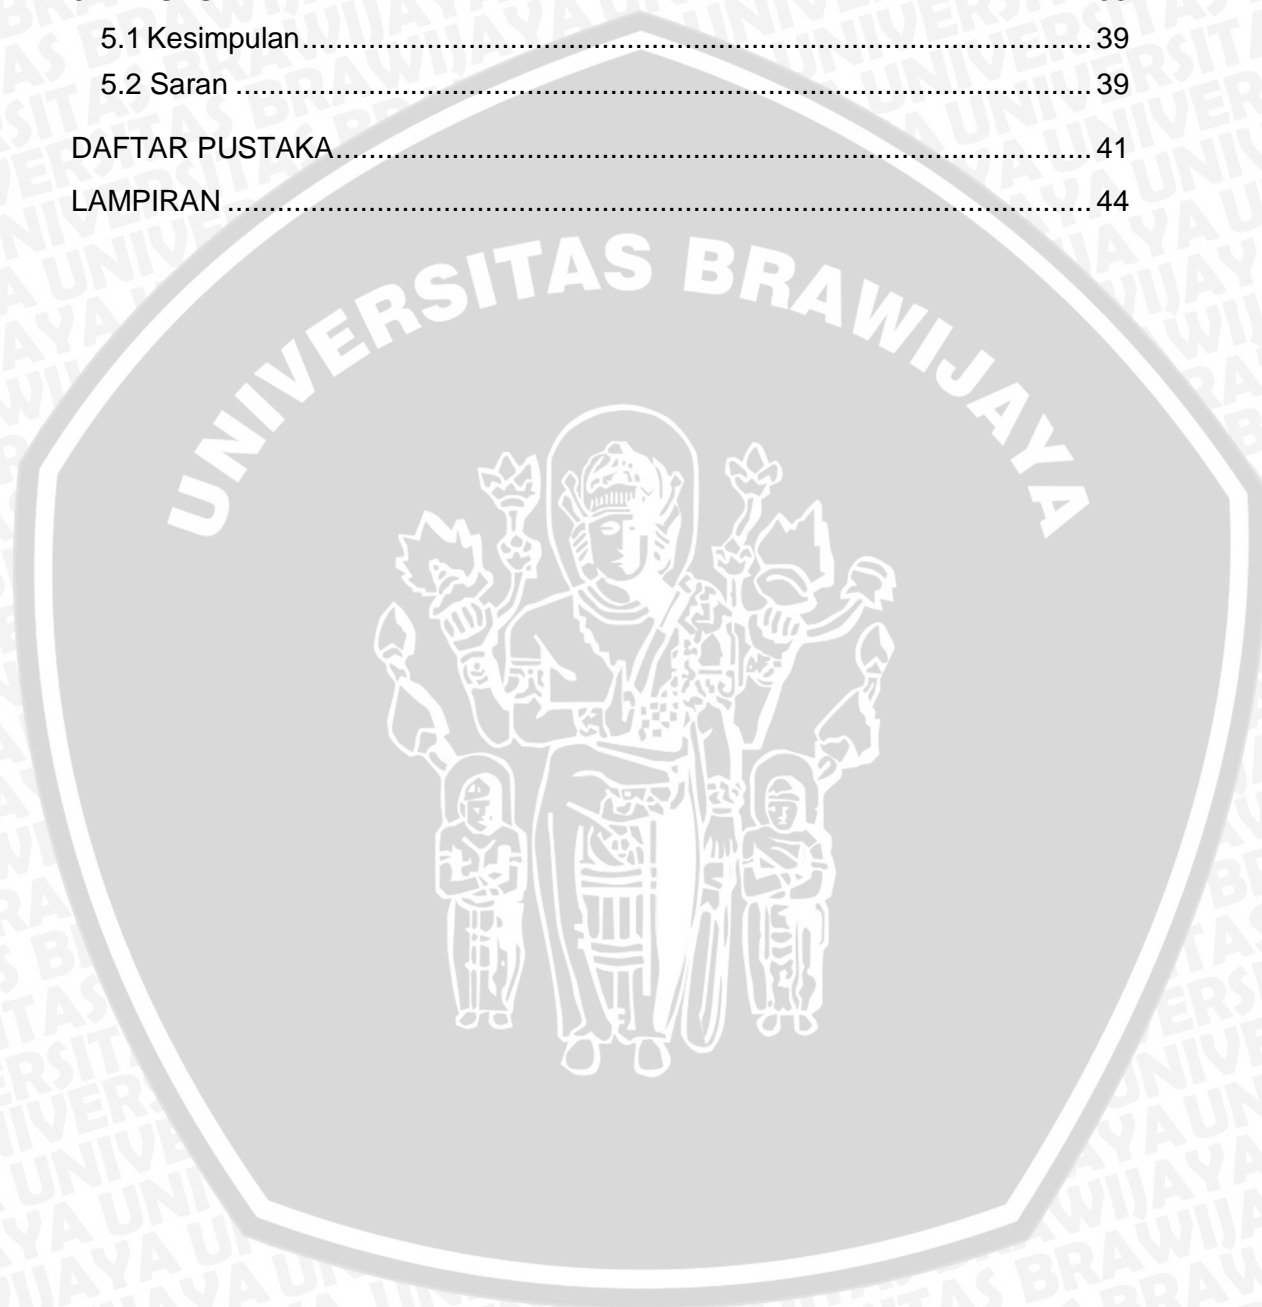 5.1 Kesimpulan................................................................................................ 39
5.2 Saran ........................................................................................................ 39
DAFTAR PUSTAKA............................................................................................ 41
LAMPIRAN ......................................................................................................... 44
UNIVERSITAS BRAWIJAYA